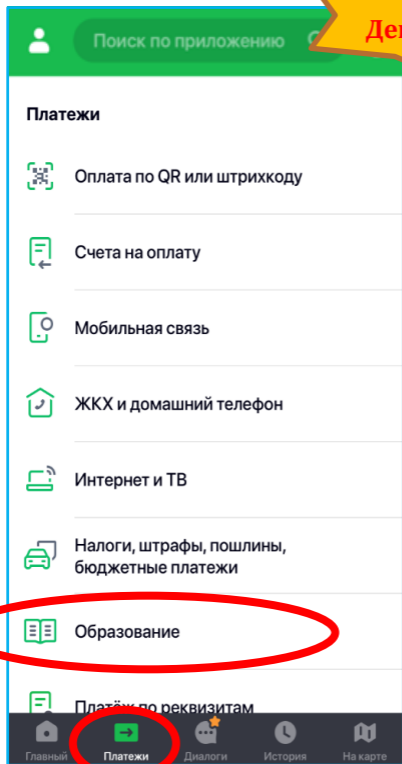 Поиск по приложению
Платежи
Оплата по QR или штрихкоду
Счета на оплату
Мобильная связь
ЖКХ и домашний телефон
Интернет и ТВ
Налоги, штрафы, пошлины,
бюджетные платежи
Образование
Платёж по реквизитам
Главный Платежи Диалоги История На карте